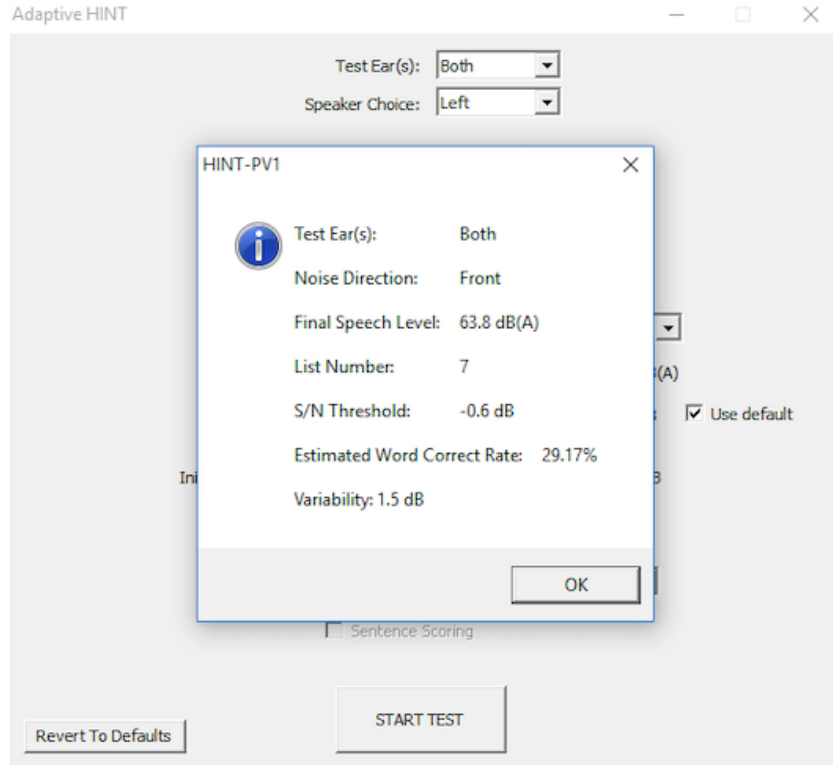 Adaptive HINT
Test Ear(s): Both
Speaker Choice: Left
HINT-PV1
Test Ear(s): Both
Noise Direction: Front
Final Speech Level: 63.8 dB(A)
List Number: 7
S/N Threshold: -0.6 dB
Estimated Word Correct Rate: 29.17%
Variability: 1.5 dB
OK
(A)
Use default
Ini
Sentence Scoring
START TEST
Revert To Defaults